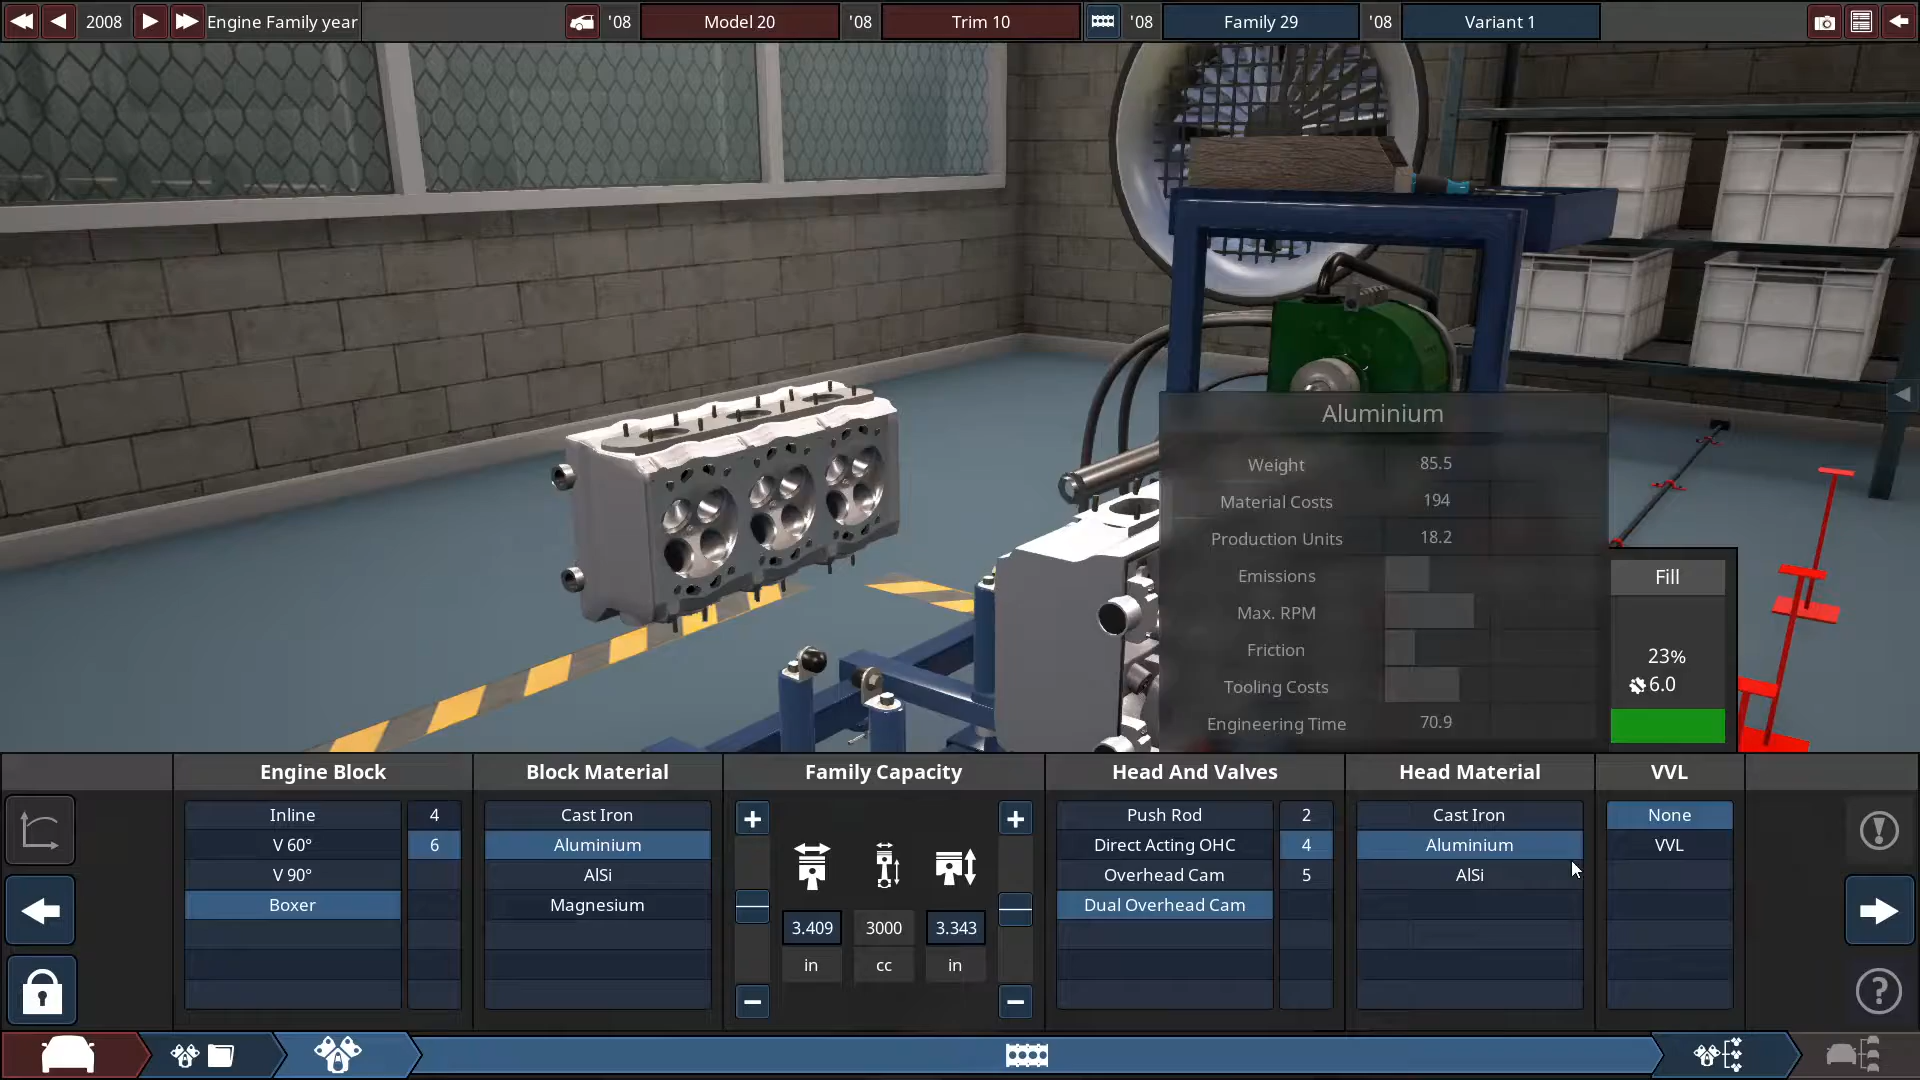 2008 Engine Family year '08 Model 20 '08 Trim 10 '08 Family 29 '08 Variant 1
Aluminium
Weight 85.5
Material Costs 194
Production Units 18.2
Emissions
Max. RPM
Friction
Tooling Costs
Engineering Time 70.9
Fill
23%
6.0
Engine Block
Inline 4
V 60° 6
V 90°
Boxer
Block Material
Cast Iron
Aluminium
AlSi
Magnesium
Family Capacity
+ +
3.409 3000 3.343
in cc in
− −
Head And Valves
Push Rod 2
Direct Acting OHC 4
Overhead Cam 5
Dual Overhead Cam
Head Material
Cast Iron
Aluminium
AlSi
VVL
None
VVL
?